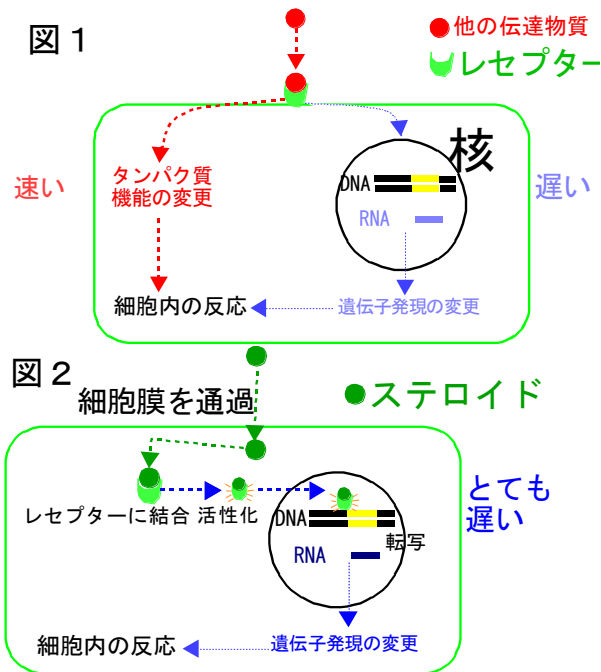 図1
他の伝達物質
レセプター
核
速い
タンパク質
機能の変更
DNA
RNA
遅い
細胞内の反応
遺伝子発現の変更
図2
細胞膜を通過
ステロイド
レセプターに結合
活性化
DNA
転写
RNA
とても
遅い
細胞内の反応
遺伝子発現の変更